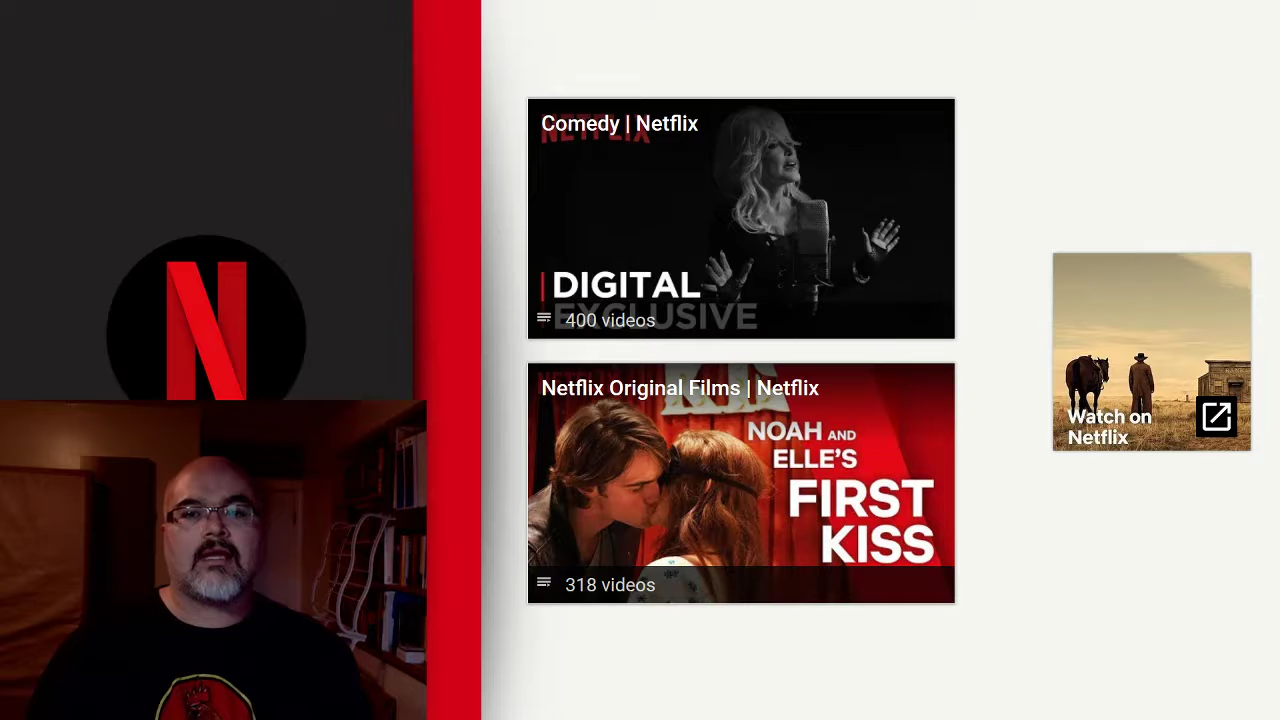 N
Comedy | Netflix
NETFLIX
DIGITAL
EXCLUSIVE
400 videos
Netflix Original Films | Netflix
NOAH AND
ELLE'S
FIRST
KISS
318 videos
Watch on
Netflix